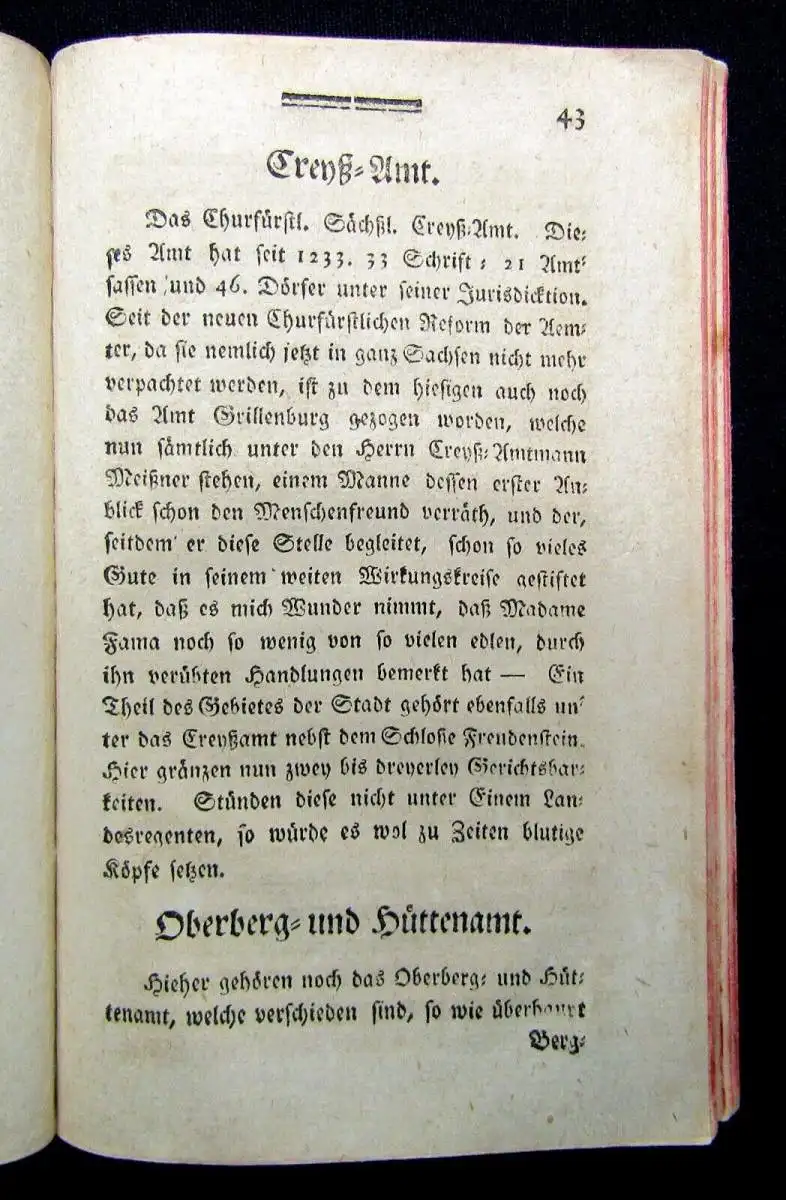 43
Creyß-Amt.
Das Churfürstl. Sächßl. Creyß-Amt. Die-
ses Amt hat seit 1233. 33 Schrift- 21 Amt-
sassen und 46. Dörfer unter seiner Jurisdicktion.
Seit der neuen Churfürstlichen Reform der Aem-
ter, da sie nemlich jetzt in ganz Sachsen nicht mehr
verpachtet werden, ist zu dem hiesigen auch noch
das Amt Grillenburg gezogen worden, welche
nun sämtlich unter den Herrn Creyß-Amtmann
Meißner stehen, einem Manne dessen erster An-
blick schon den Menschenfreund verräth, und der,
seitdem er diese Stelle begleitet, schon so vieles
Gute in seinem weiten Wirkungskreise gestiftet
hat, daß es mich Wunder nimmt, daß Madame
Fama noch so wenig von so vielen edlen, durch
ihn verübten Handlungen bemerkt hat — Ein
Theil des Gebietes der Stadt gehört ebenfalls un-
ter das Creyßamt nebst dem Schloße Freudenstein.
Hier gränzen nun zwey bis dreyerley Gerichtsbar-
keiten. Stünden diese nicht unter Einem Lan-
desregenten, so würde es wol zu Zeiten blutige
Köpfe setzen.
Oberberg- und Hüttenamt.
Hieher gehören noch das Oberberg- und Hüt-
tenamt, welche verschieden sind, so wie überhaupt
Berg-